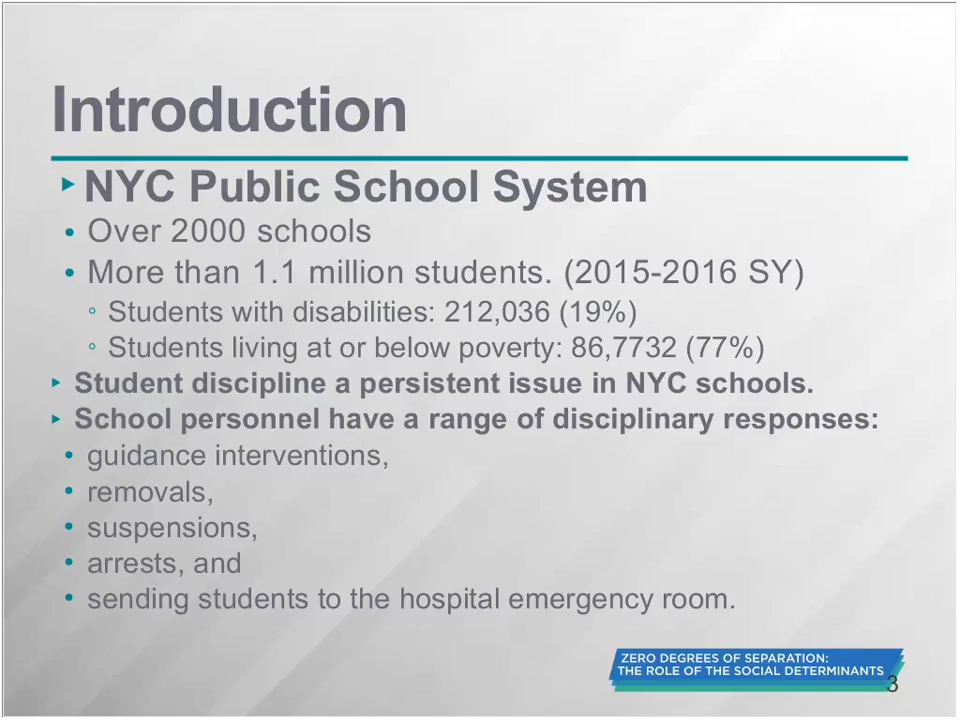 Introduction
NYC Public School System
Over 2000 schools
More than 1.1 million students. (2015-2016 SY)
Students with disabilities: 212,036 (19%)
Students living at or below poverty: 86,7732 (77%)
Student discipline a persistent issue in NYC schools.
School personnel have a range of disciplinary responses:
guidance interventions,
removals,
suspensions,
arrests, and
sending students to the hospital emergency room.
ZERO DEGREES OF SEPARATION:
THE ROLE OF THE SOCIAL DETERMINANTS
3